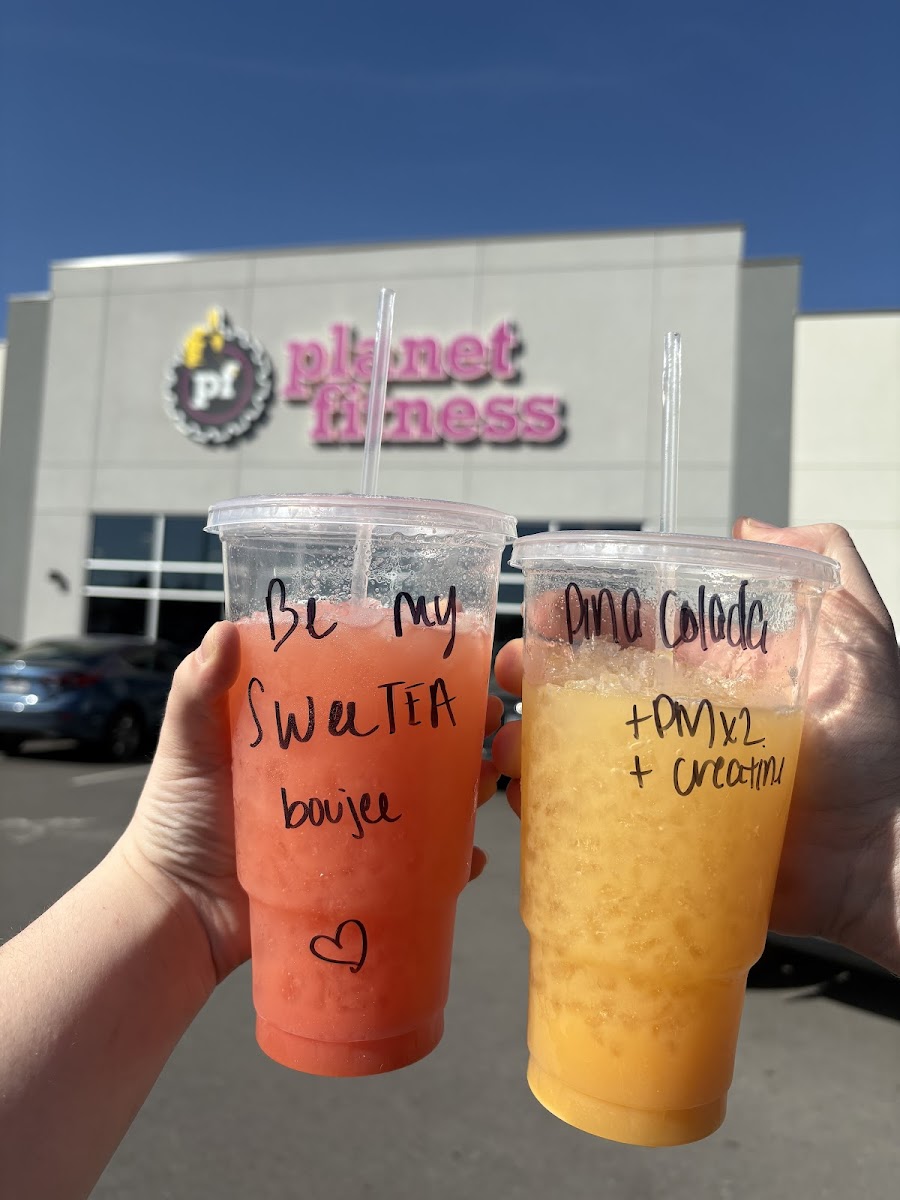 pf
planet
fitness
Be my
SweeTEA
boujee
pina colada
+PMx2
+ creatine